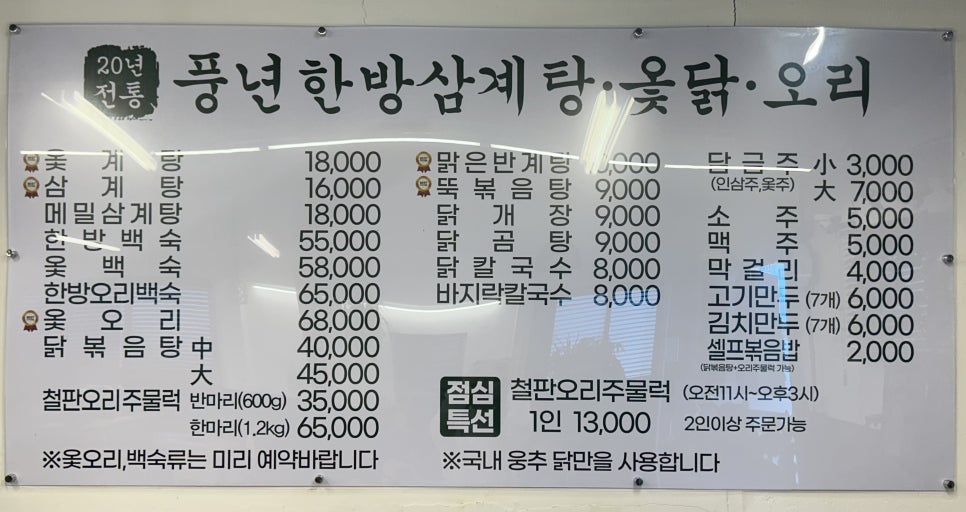 20년 전통
풍년한방삼계탕·옻닭·오리
옻계탕 18,000
삼계탕 16,000
메밀삼계탕 18,000
한방백숙 55,000
옻백숙 58,000
한방오리백숙 65,000
옻오리 68,000
닭볶음탕 中 40,000
大 45,000
철판오리주물럭 반마리(600g) 35,000
한마리(1.2kg) 65,000
※옻오리,백숙류는 미리 예약바랍니다
맑은반계탕
뚝볶음탕 9,000
닭개장 9,000
닭곰탕 9,000
닭칼국수 8,000
바지락칼국수 8,000
담금주 小 3,000
(인삼주,옻주) 大 7,000
소주 5,000
맥주 5,000
막걸리 4,000
고기만두 (7개) 6,000
김치만두 (7개) 6,000
셀프볶음밥 2,000
(닭볶음탕+오리주물럭 가능)
점심특선 철판오리주물럭 (오전11시~오후3시)
1인 13,000 2인이상 주문가능
※국내 웅추 닭만을 사용합니다